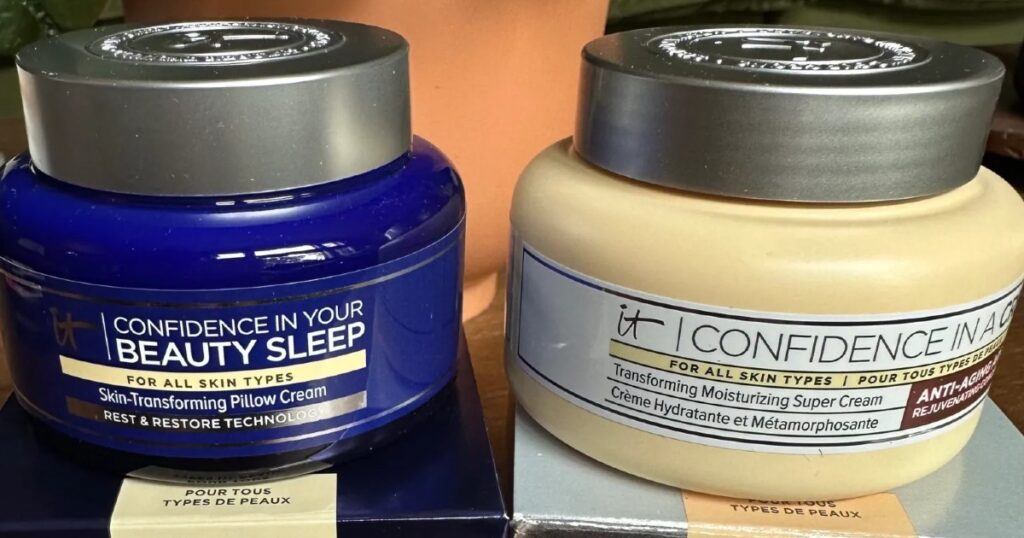 it
CONFIDENCE IN YOUR
BEAUTY SLEEP
FOR ALL SKIN TYPES
Skin-Transforming Pillow Cream
REST & RESTORE TECHNOLOGY
POUR TOUS
TYPES DE PEAUX
it
CONFIDENCE IN A
FOR ALL SKIN TYPES | POUR TOUS TYPES DE
Transforming Moisturizing Super Cream
Crème Hydratante et Métamorphosante
ANTI-AGING
REJUVENATING
POUR TOUS
TYPES DE PEAUX